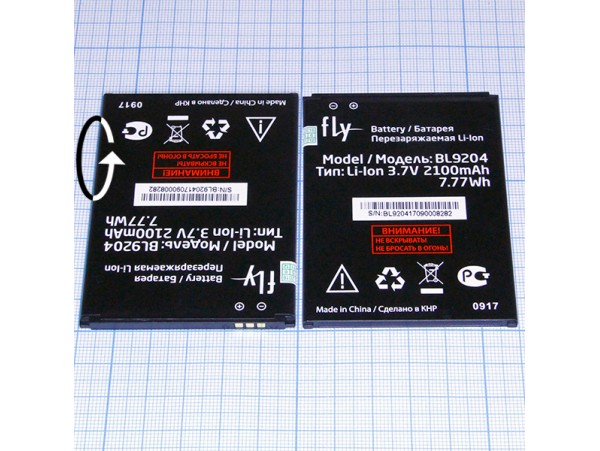 fly
Battery / Батарея
Перезаряжаемая Li-Ion
Model / Модель: BL9204
Тип: Li-Ion 3.7V 2100mAh
7.77Wh
S/N: BL920417090008282
ВНИМАНИЕ!
НЕ ВСКРЫВАТЬ!
НЕ БРОСАТЬ В ОГОНЬ!
Made in China / Сделано в КНР
0917
fly
Battery / Батарея
Перезаряжаемая Li-Ion
Model / Модель: BL9204
Тип: Li-Ion 3.7V 2100mAh
7.77Wh
S/N: BL920417090008282
ВНИМАНИЕ!
НЕ ВСКРЫВАТЬ!
НЕ БРОСАТЬ В ОГОНЬ!
Made in China / Сделано в КНР
0917